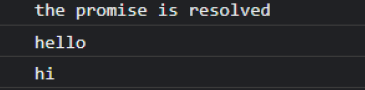 the promise is resolved
hello
hi